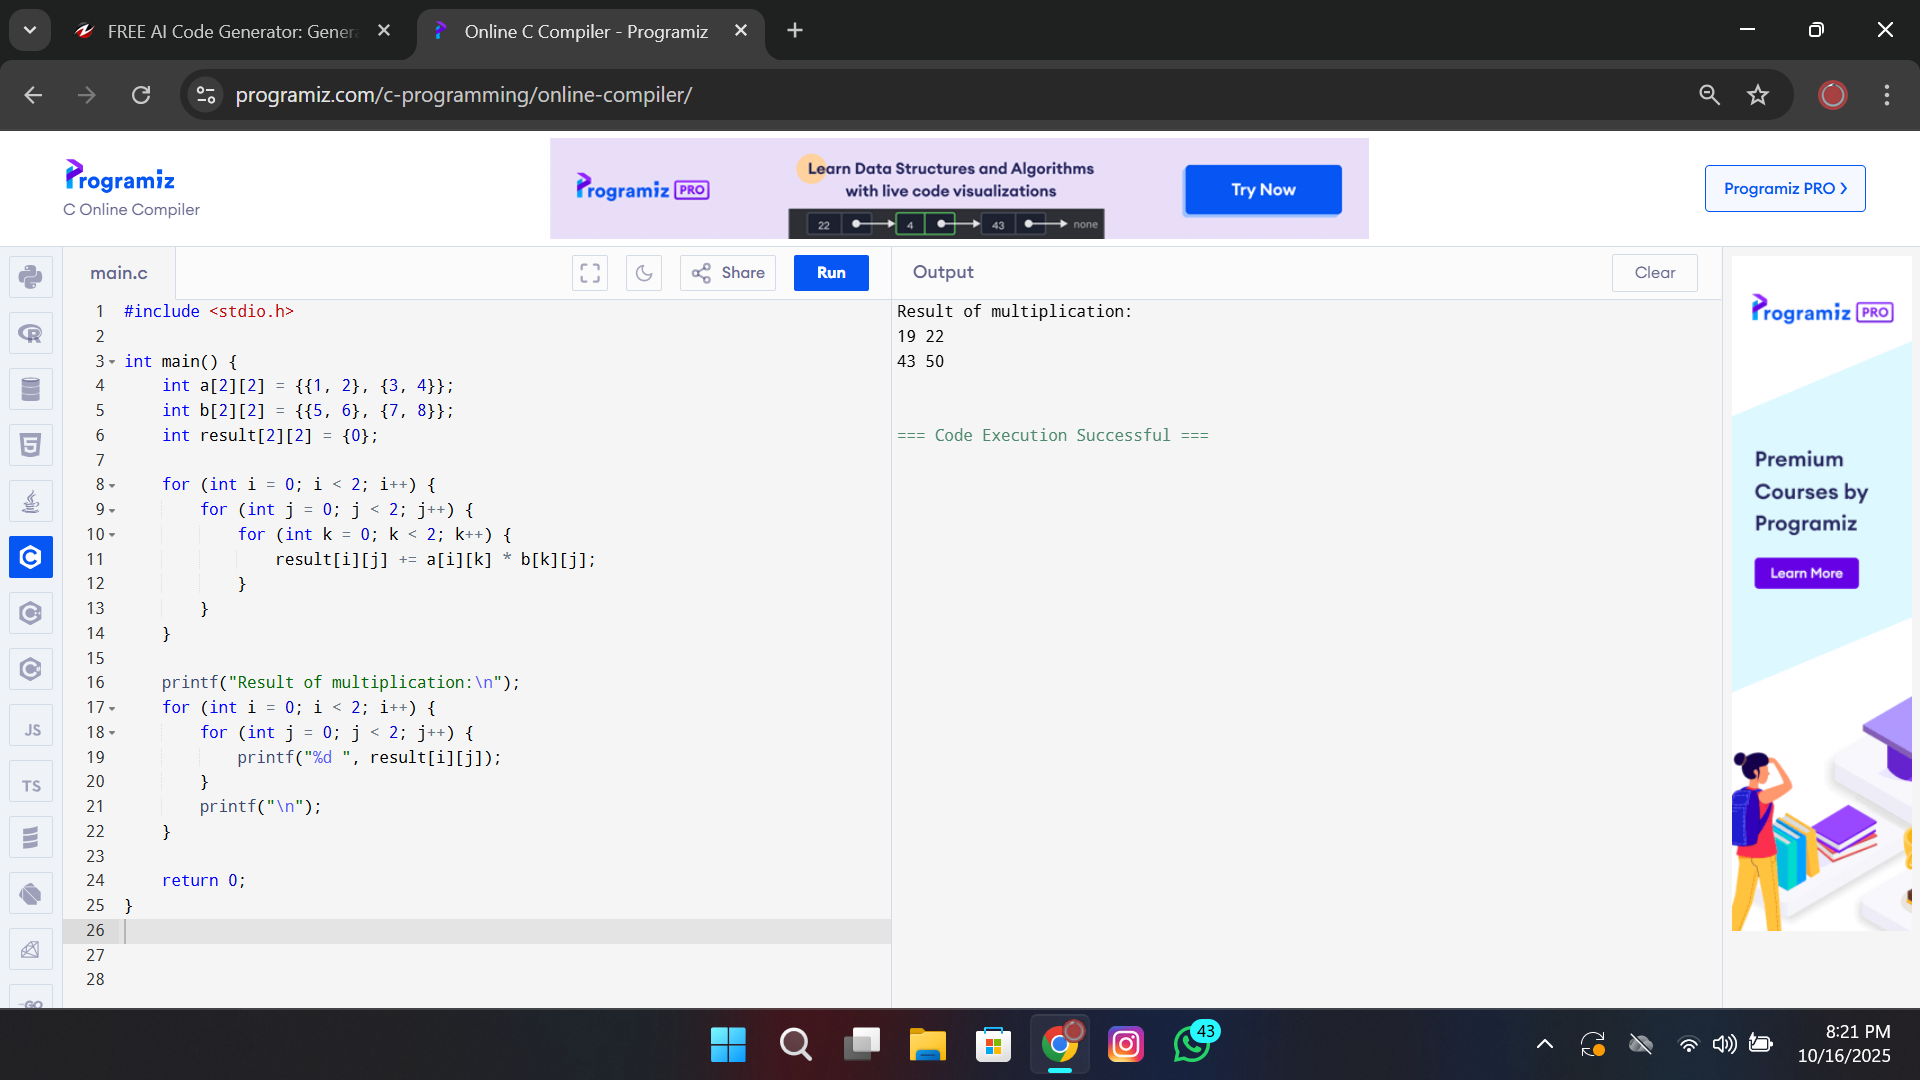 FREE AI Code Generator: Gener
Online C Compiler - Programiz
programiz.com/c-programming/online-compiler/
Programiz
C Online Compiler
Programiz PRO
Learn Data Structures and Algorithms
with live code visualizations
22 4 43 none
Try Now
Programiz PRO
main.c
Share
Run
Output
Clear
1 #include <stdio.h>
2
3 int main() {
4     int a[2][2] = {{1, 2}, {3, 4}};
5     int b[2][2] = {{5, 6}, {7, 8}};
6     int result[2][2] = {0};
7
8     for (int i = 0; i < 2; i++) {
9         for (int j = 0; j < 2; j++) {
10             for (int k = 0; k < 2; k++) {
11                 result[i][j] += a[i][k] * b[k][j];
12             }
13         }
14     }
15
16     printf("Result of multiplication:\n");
17     for (int i = 0; i < 2; i++) {
18         for (int j = 0; j < 2; j++) {
19             printf("%d ", result[i][j]);
20         }
21         printf("\n");
22     }
23
24     return 0;
25 }
26
27
28
Result of multiplication:
19 22
43 50
=== Code Execution Successful ===
Programiz PRO
Premium
Courses by
Programiz
Learn More
JS
TS
GO
43
8:21 PM
10/16/2025